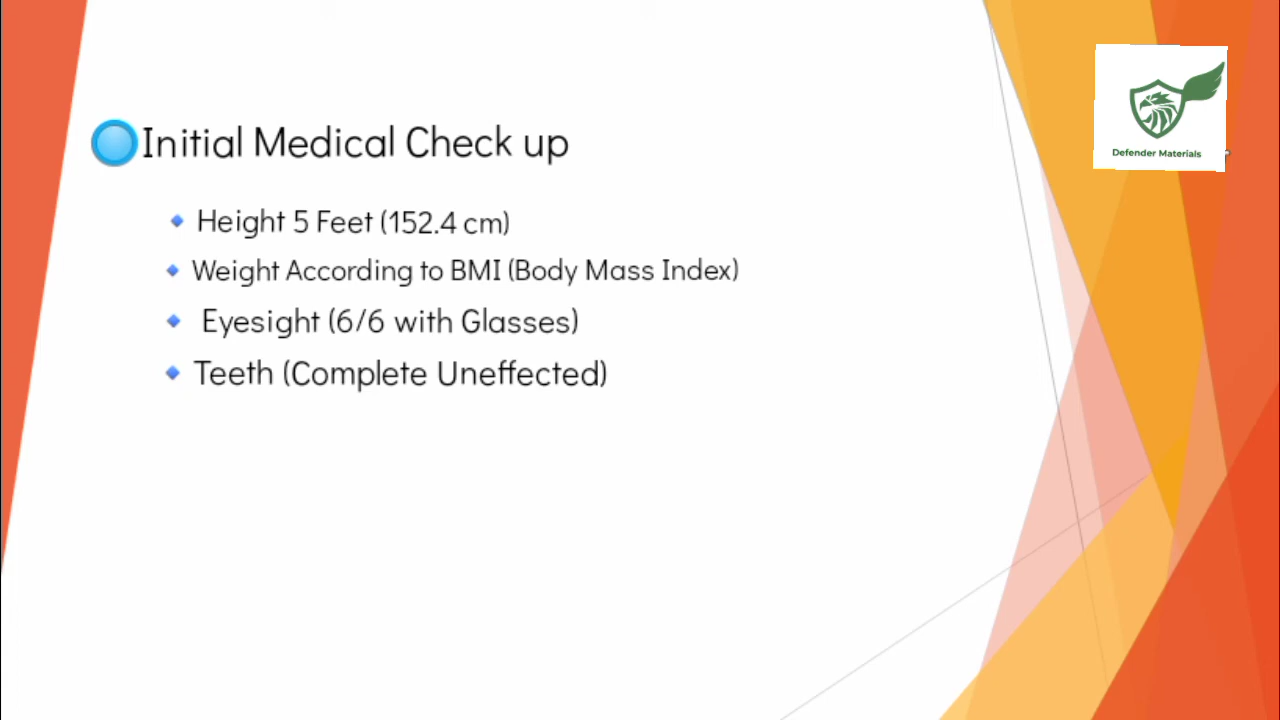 Initial Medical Check up
Height 5 Feet (152.4 cm)
Weight According to BMI (Body Mass Index)
Eyesight (6/6 with Glasses)
Teeth (Complete Uneffected)
Defender Materials